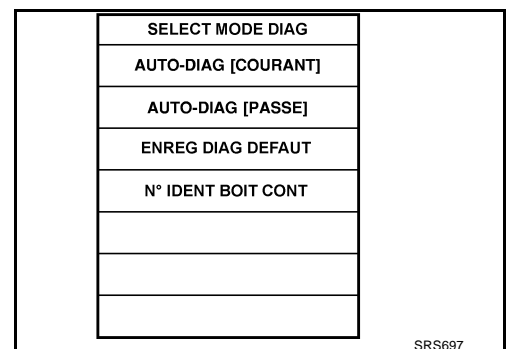 SELECT MODE DIAG
AUTO-DIAG [COURANT]
AUTO-DIAG [PASSE]
ENREG DIAG DEFAUT
N° IDENT BOIT CONT
SRS697